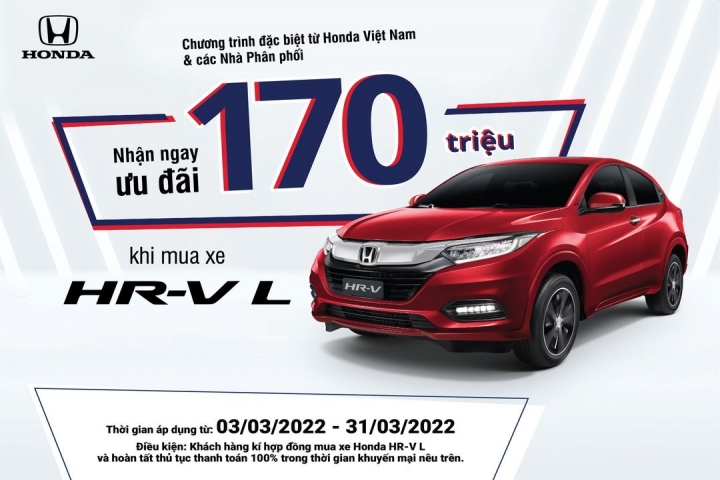 HONDA
Chương trình đặc biệt từ Honda Việt Nam
& các Nhà Phân phối
Nhận ngay
ưu đãi
170
triệu
khi mua xe
HR-V L
HR-V
Thời gian áp dụng từ: 03/03/2022 - 31/03/2022
Điều kiện: Khách hàng kí hợp đồng mua xe Honda HR-V L
và hoàn tất thủ tục thanh toán 100% trong thời gian khuyến mại nêu trên.